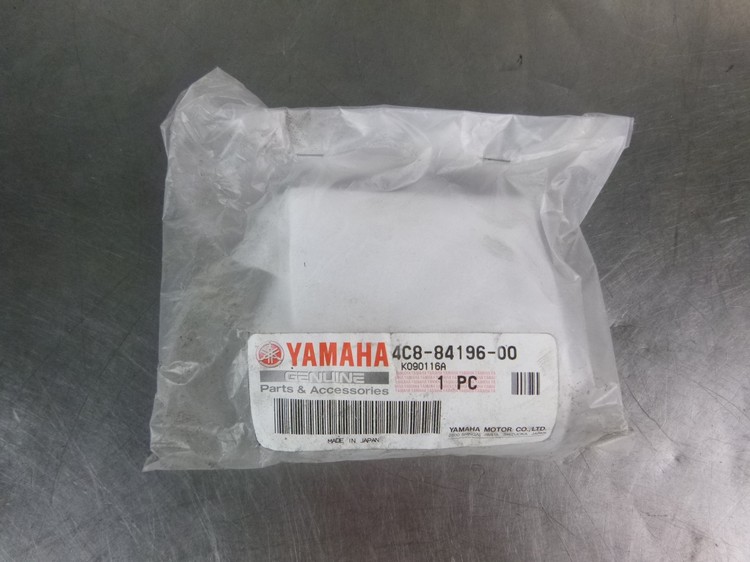 YAMAHA 4C8-84196-00
K090116A
GENUINE 1 PC
Parts & Accessories
YAMAHA MOTOR CO.,LTD.
MADE IN JAPAN